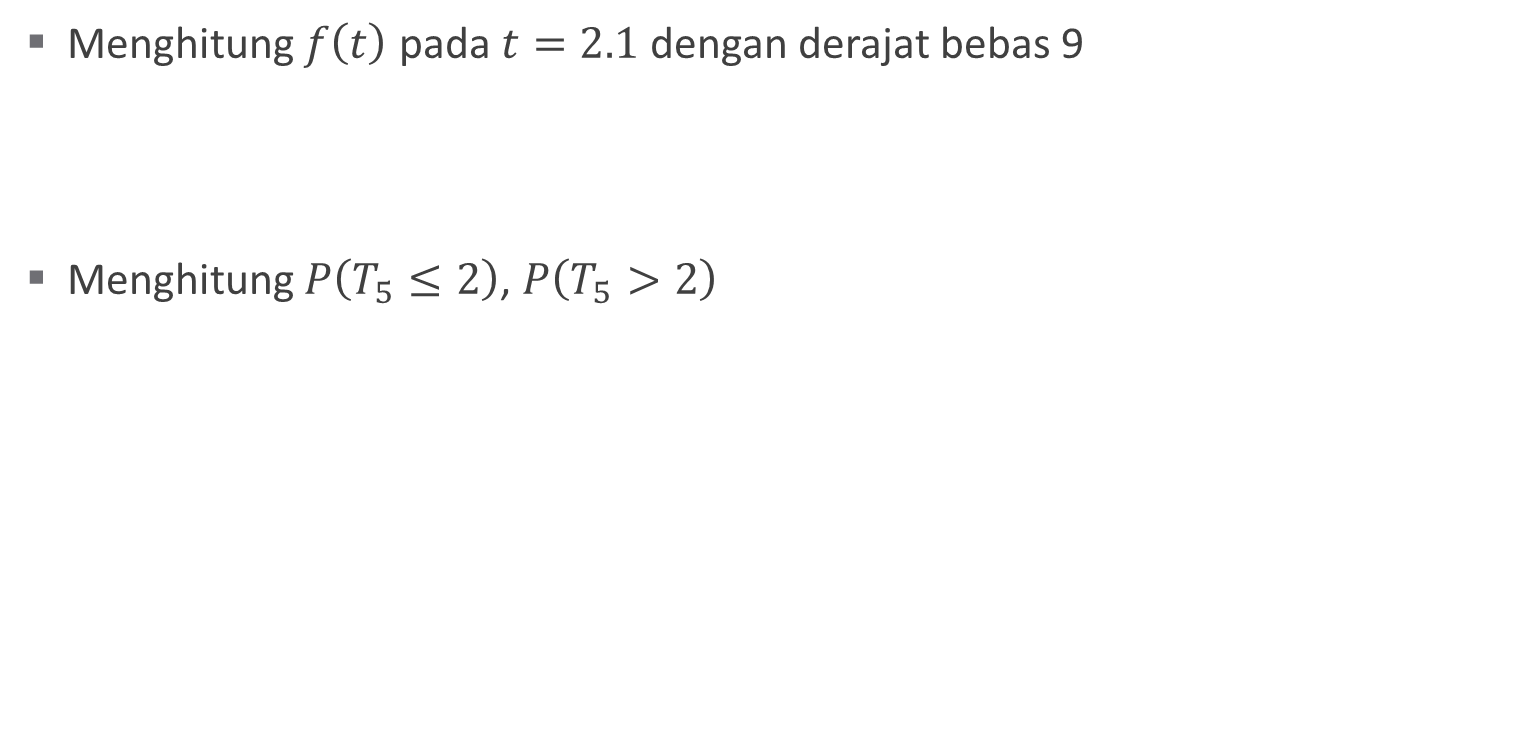 ▪ Menghitung 𝑓(𝑡) pada 𝑡 = 2.1 dengan derajat bebas 9
▪ Menghitung 𝑃(𝑇₅ ≤ 2), 𝑃(𝑇₅ > 2)